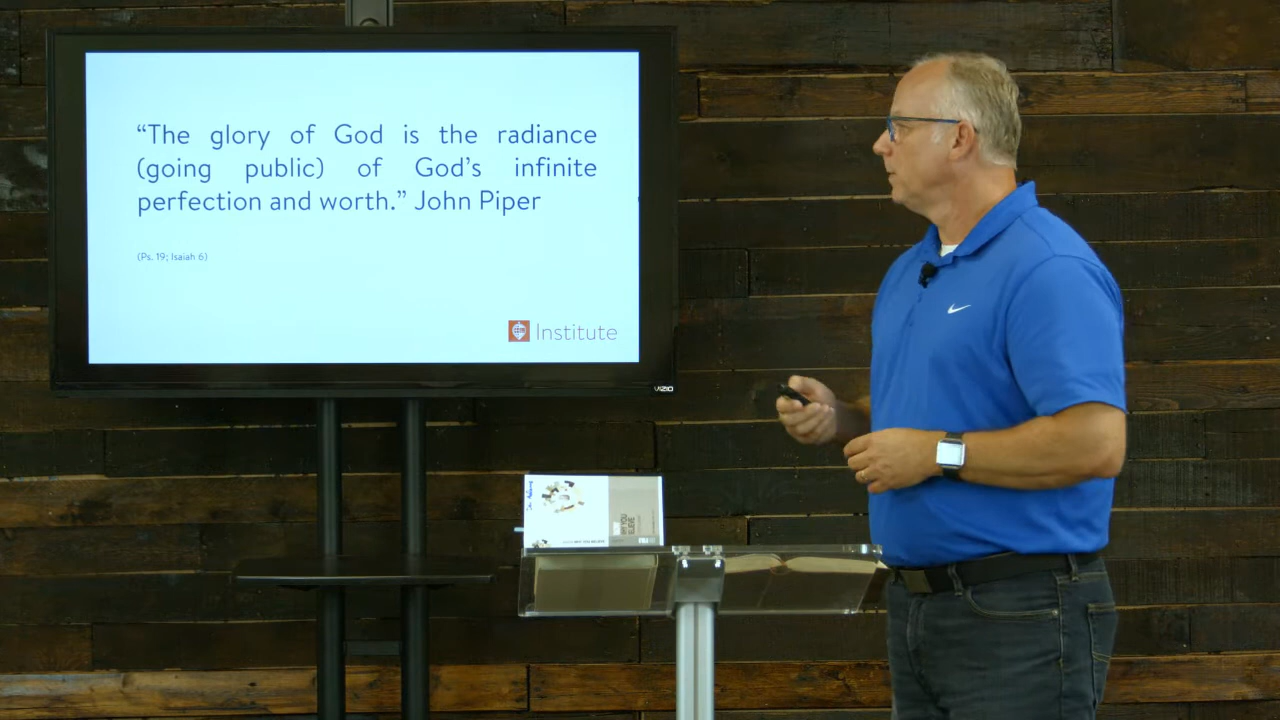 “The glory of God is the radiance
(going public) of God’s infinite
perfection and worth.” John Piper
(Ps. 19; Isaiah 6)
Institute
VIZIO
YOU